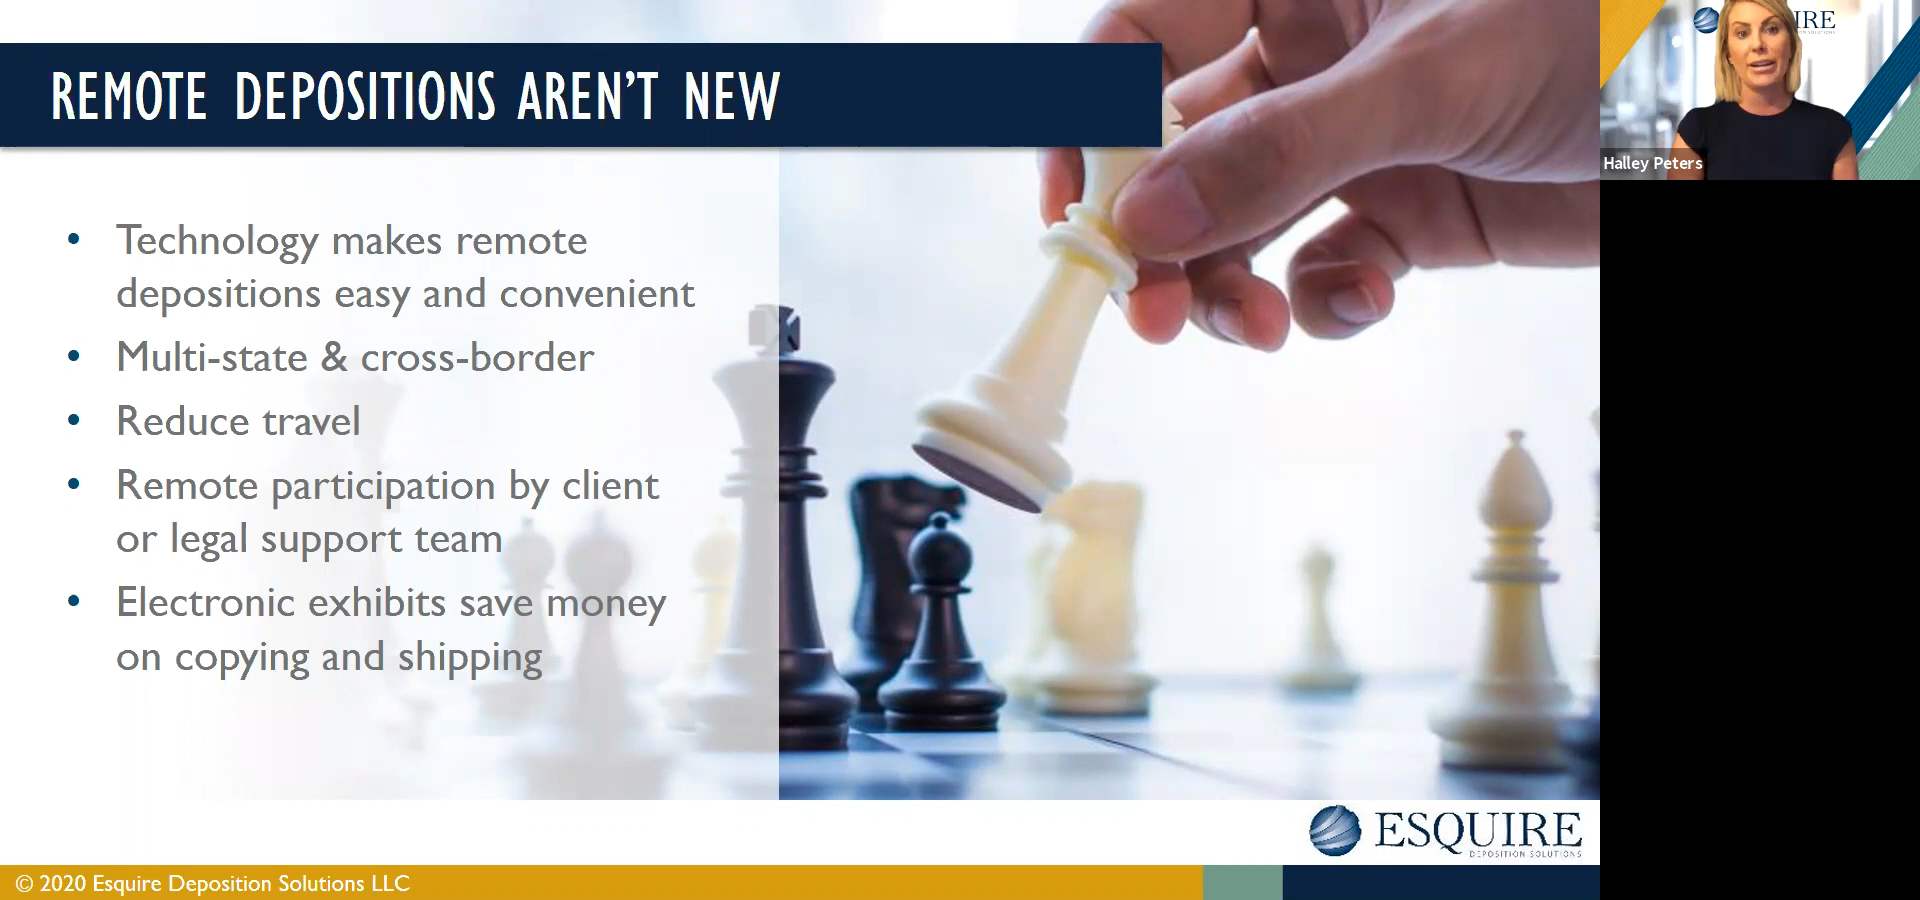 REMOTE DEPOSITIONS AREN'T NEW
• Technology makes remote
depositions easy and convenient
• Multi-state & cross-border
• Reduce travel
• Remote participation by client
or legal support team
• Electronic exhibits save money
on copying and shipping
ESQUIRE
DEPOSITION SOLUTIONS
© 2020 Esquire Deposition Solutions LLC
IRE
Halley Peters